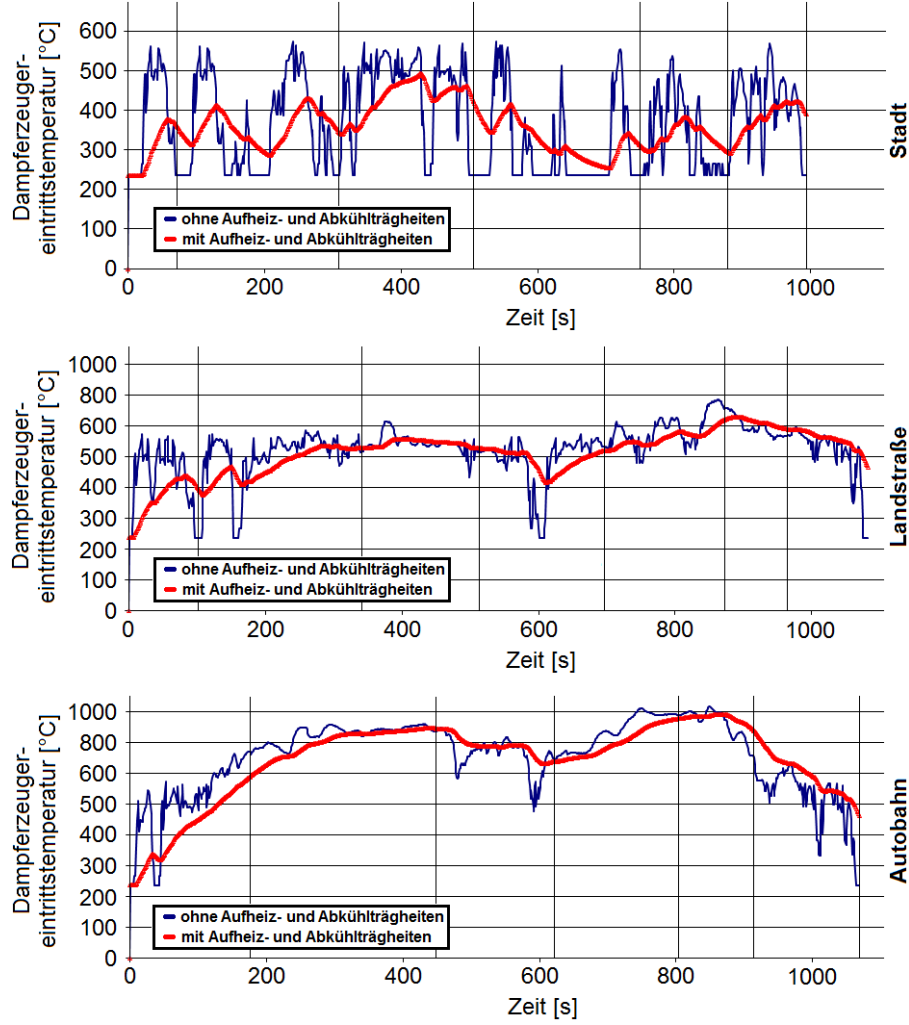 Dampferzeuger-
eintrittstemperatur [°C]
600
500
400
300
200
100
0
ohne Aufheiz- und Abkühlträgheiten
mit Aufheiz- und Abkühlträgheiten
0 200 400 600 800 1000
Zeit [s]
Stadt
Dampferzeuger-
eintrittstemperatur [°C]
1000
800
600
500
400
300
200
100
0
ohne Aufheiz- und Abkühlträgheiten
mit Aufheiz- und Abkühlträgheiten
0 200 400 600 800 1000
Zeit [s]
Landstraße
Dampferzeuger-
eintrittstemperatur [°C]
1000
800
600
500
400
300
200
100
0
ohne Aufheiz- und Abkühlträgheiten
mit Aufheiz- und Abkühlträgheiten
0 200 400 600 800 1000
Zeit [s]
Autobahn